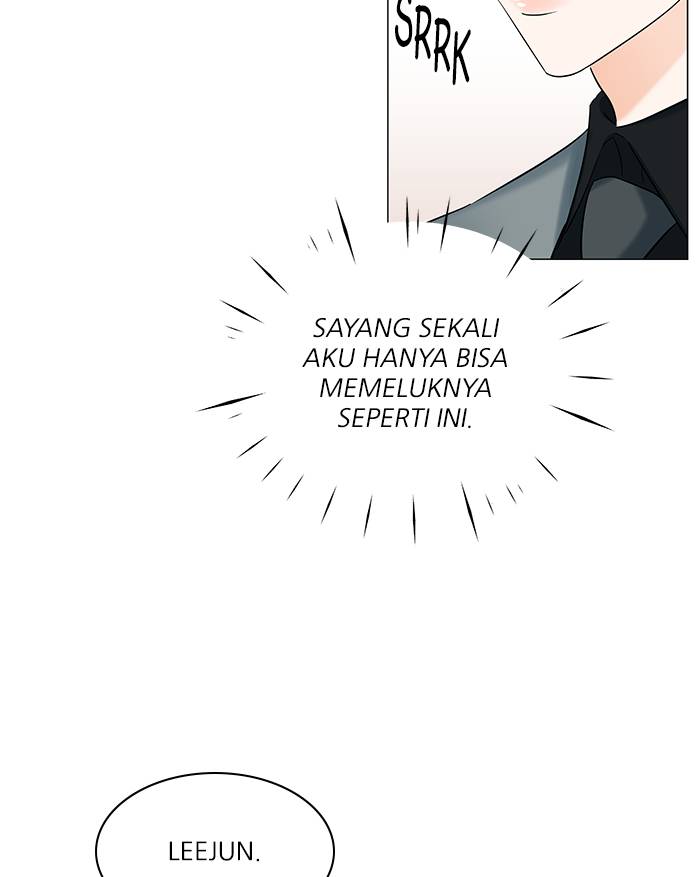 SRRK
SAYANG SEKALI
AKU HANYA BISA
MEMELUKNYA
SEPERTI INI.
LEEJUN.